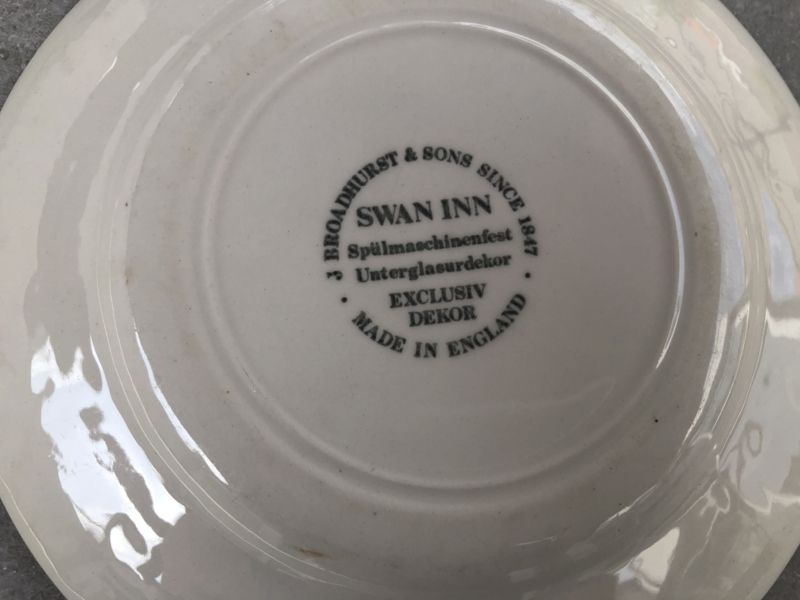 J BROADHURST & SONS SINCE 1847
SWAN INN
Spülmaschinenfest
Unterglasurdekor
EXCLUSIV
DEKOR
• MADE IN ENGLAND •